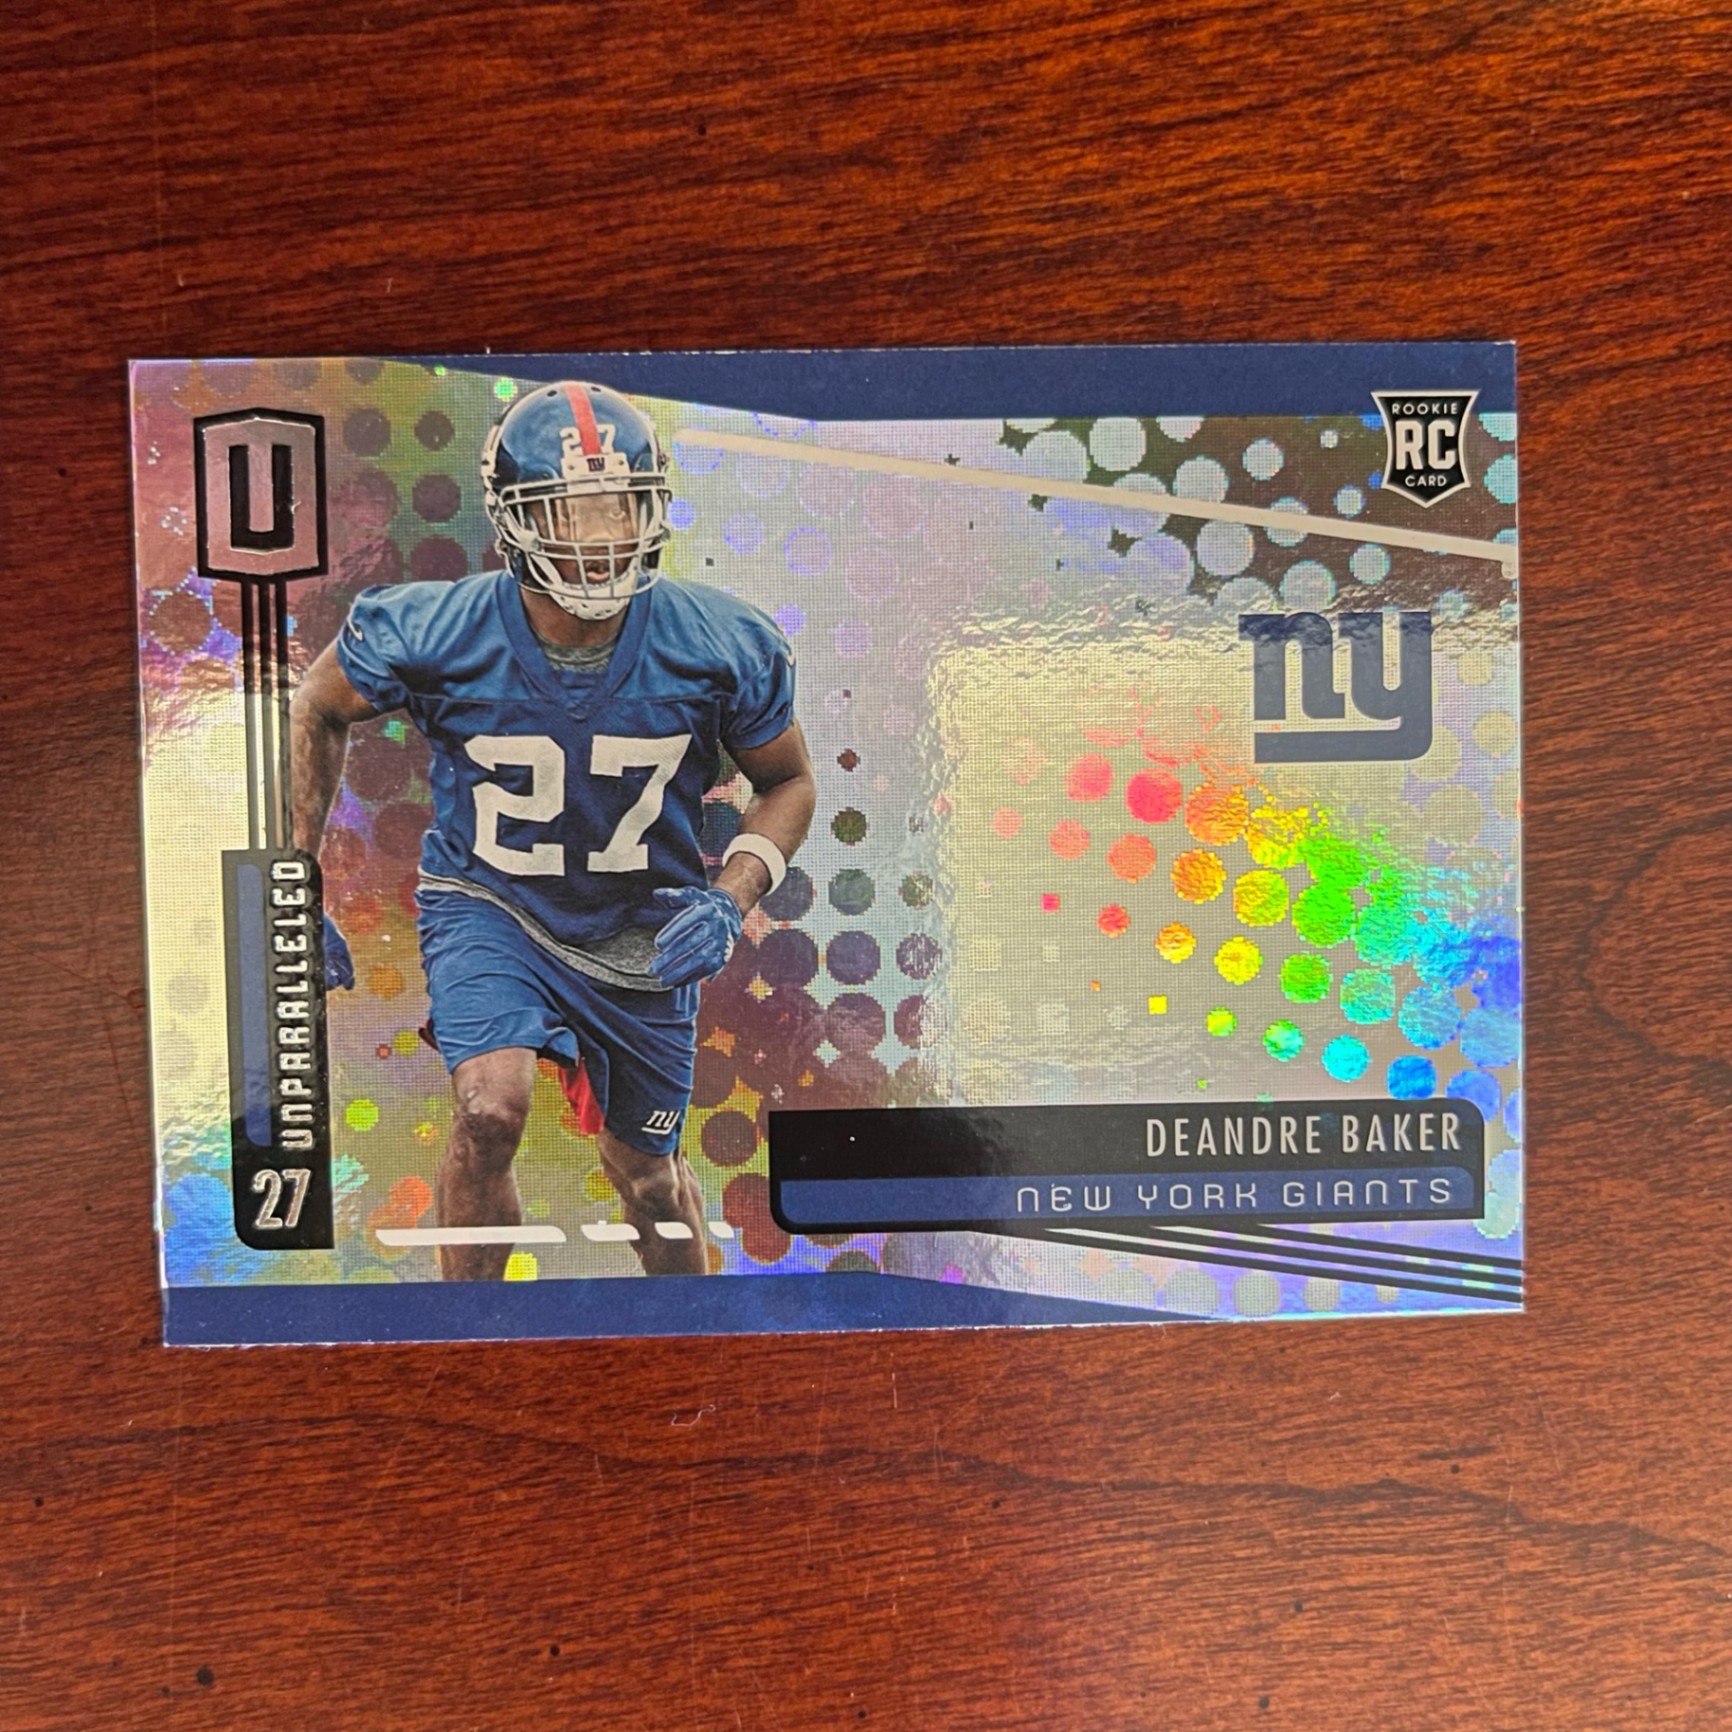 U
27
ny
ROOKIE
RC
CARD
ny
27
ny
UNPARALLELED
27
DEANDRE BAKER
NEW YORK GIANTS